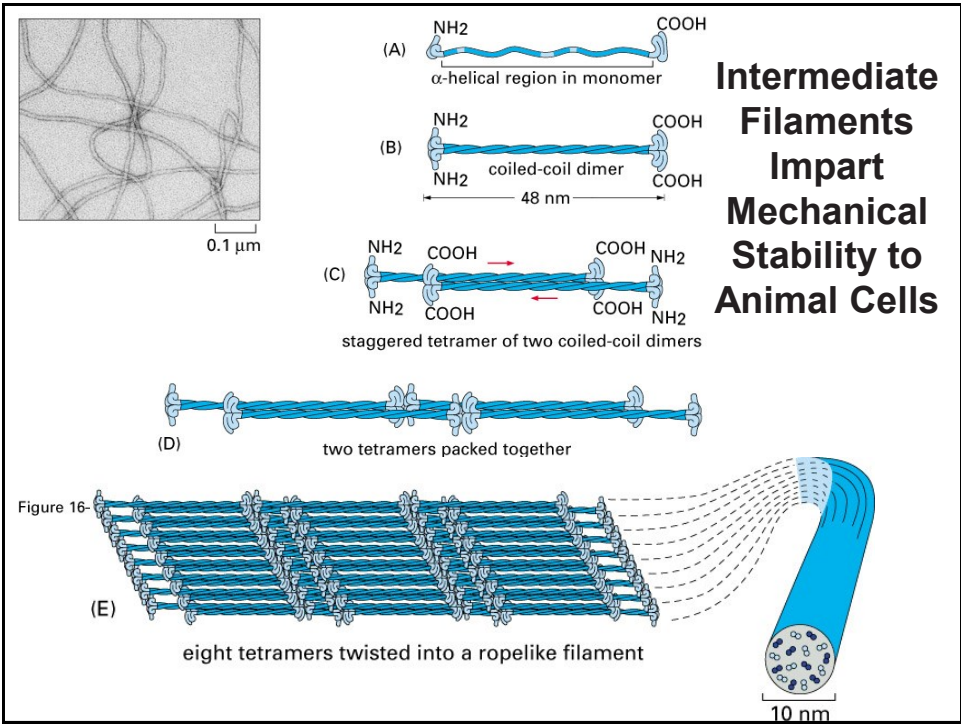 0.1 μm
NH2
COOH
(A)
α-helical region in monomer
NH2
COOH
(B)
coiled-coil dimer
NH2
COOH
48 nm
NH2
COOH
COOH
NH2
(C)
NH2
COOH
COOH
NH2
staggered tetramer of two coiled-coil dimers
(D)
two tetramers packed together
Figure 16-
(E)
eight tetramers twisted into a ropelike filament
10 nm
Intermediate
Filaments
Impart
Mechanical
Stability to
Animal Cells